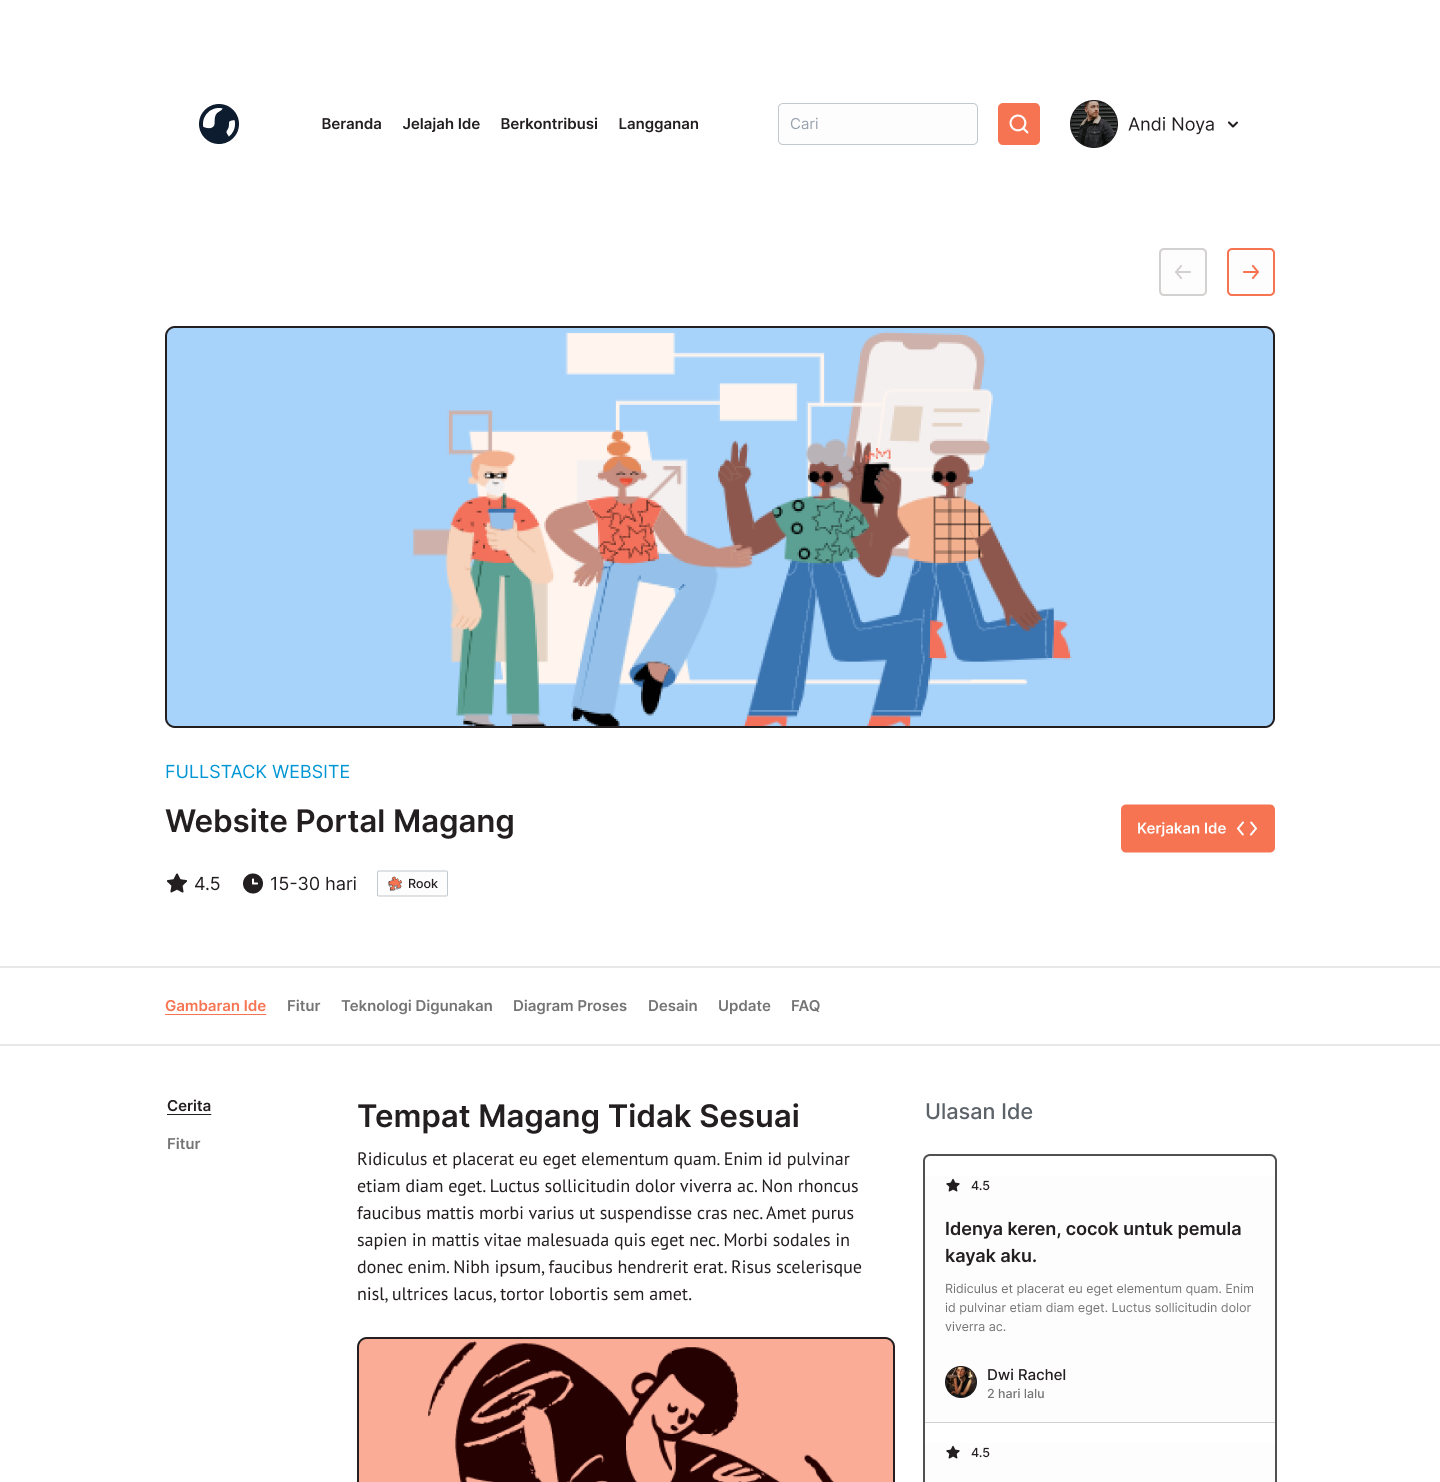 Beranda Jelajah Ide Berkontribusi Langganan Cari Andi Noya
FULLSTACK WEBSITE
Website Portal Magang
Kerjakan Ide
4.5 15-30 hari Rook
Gambaran Ide Fitur Teknologi Digunakan Diagram Proses Desain Update FAQ
Cerita
Fitur
Tempat Magang Tidak Sesuai
Ridiculus et placerat eu eget elementum quam. Enim id pulvinar
etiam diam eget. Luctus sollicitudin dolor viverra ac. Non rhoncus
faucibus mattis morbi varius ut suspendisse cras nec. Amet purus
sapien in mattis vitae malesuada quis eget nec. Morbi sodales in
donec enim. Nibh ipsum, faucibus hendrerit erat. Risus scelerisque
nisl, ultrices lacus, tortor lobortis sem amet.
Ulasan Ide
4.5
Idenya keren, cocok untuk pemula
kayak aku.
Ridiculus et placerat eu eget elementum quam. Enim
id pulvinar etiam diam eget. Luctus sollicitudin dolor
viverra ac.
Dwi Rachel
2 hari lalu
4.5